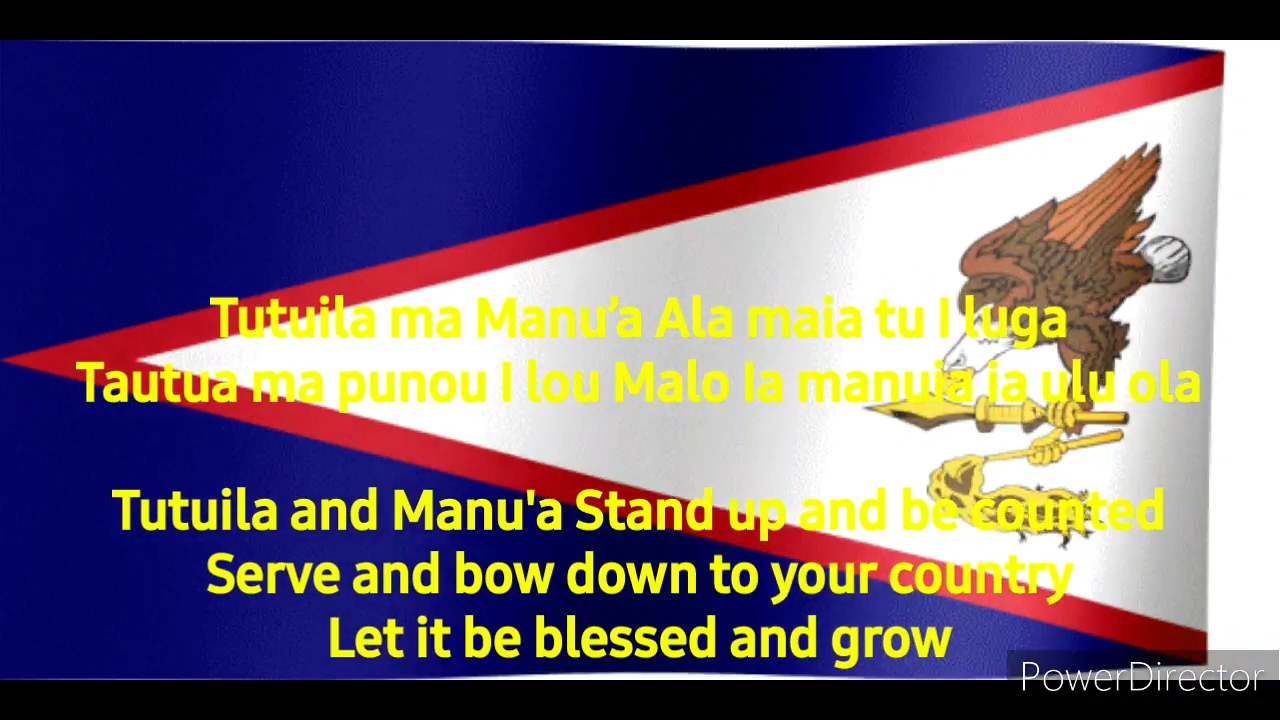 Tutuila ma Manu’a Ala maia tu I luga
Tautua ma punou I lou Malo Ia manuia ia ulu ola
Tutuila and Manu'a Stand up and be counted
Serve and bow down to your country
Let it be blessed and grow
PowerDirector